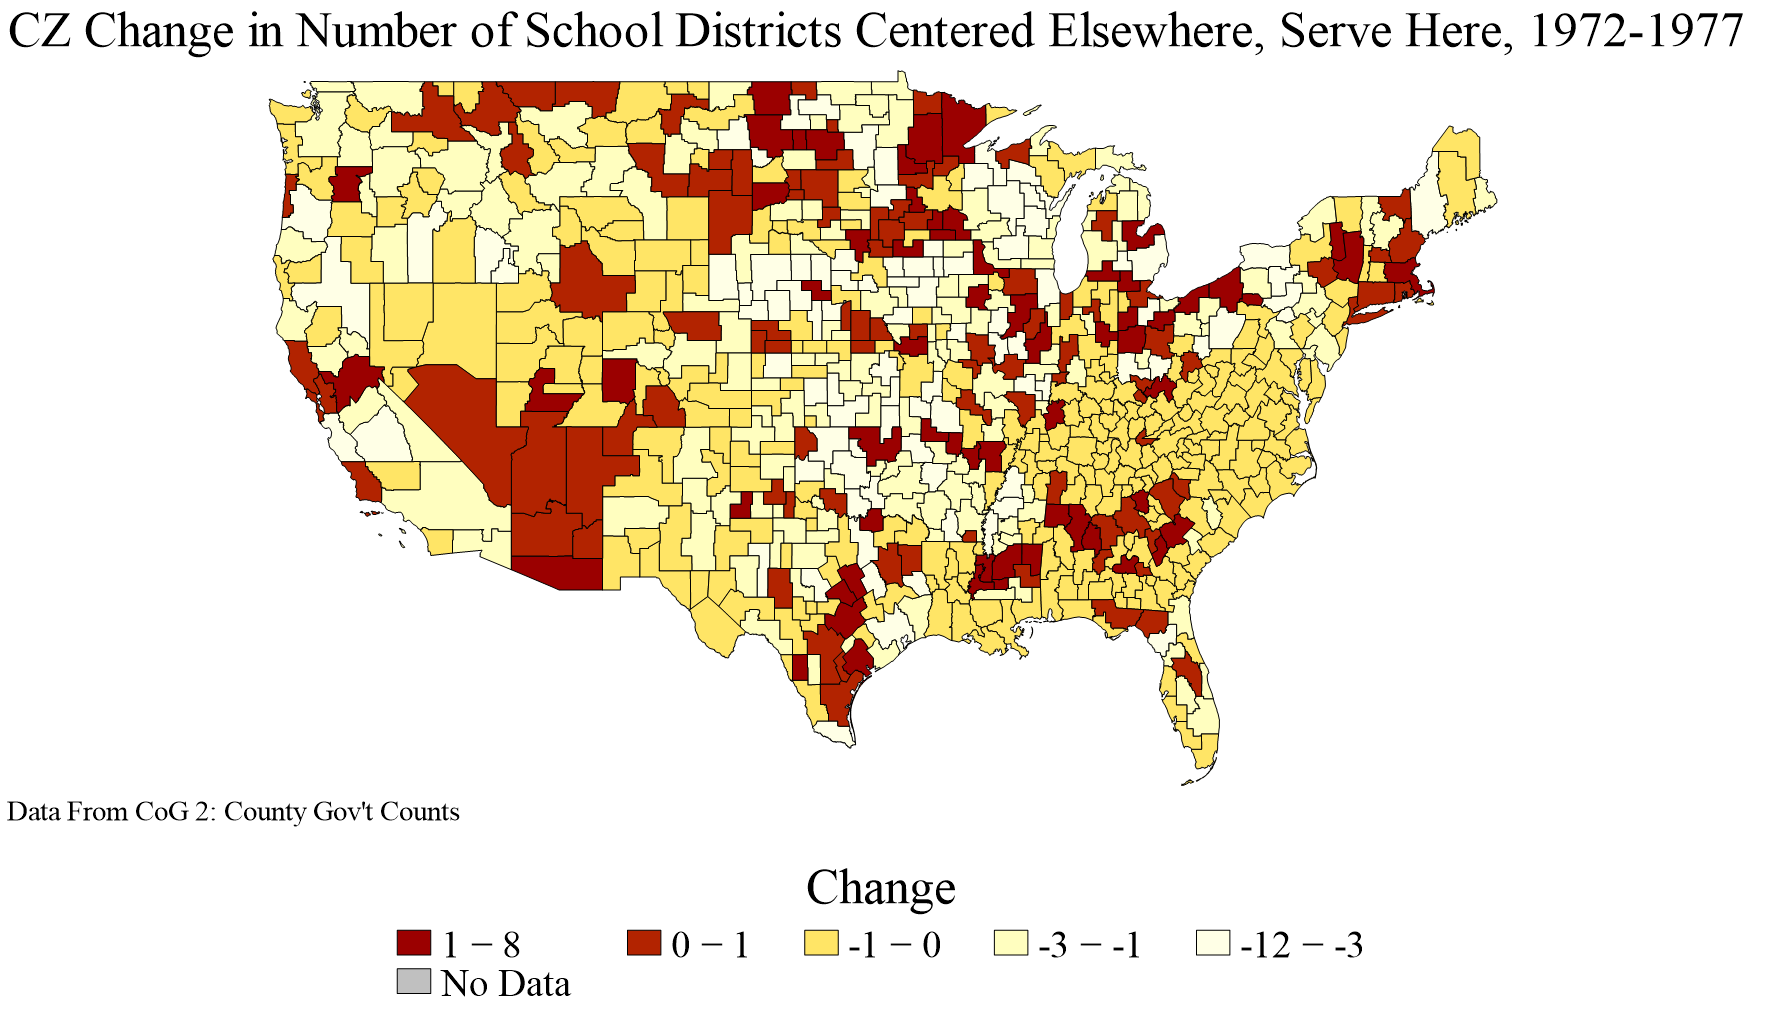 CZ Change in Number of School Districts Centered Elsewhere, Serve Here, 1972-1977
Data From CoG 2: County Gov't Counts
Change
1 − 8
0 − 1
-1 − 0
-3 − -1
-12 − -3
No Data